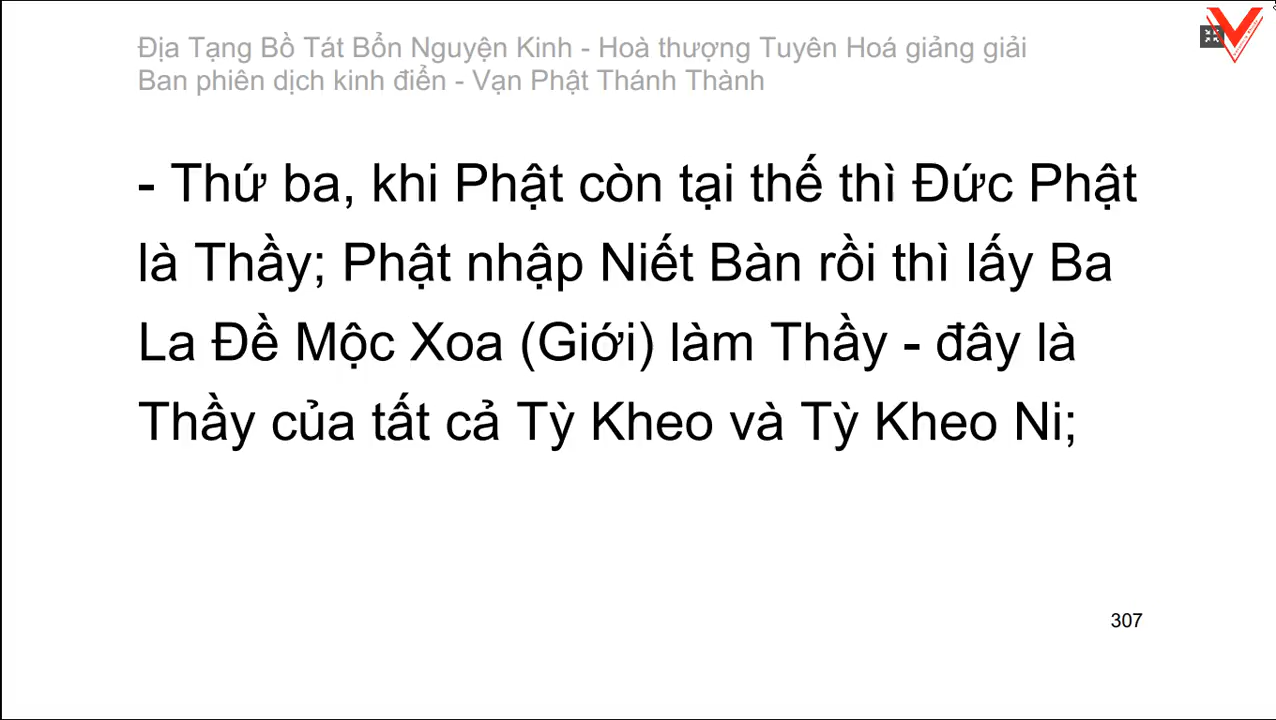 Địa Tạng Bồ Tát Bổn Nguyện Kinh - Hoà thượng Tuyên Hoá giảng giải
Ban phiên dịch kinh điển - Vạn Phật Thánh Thành
- Thứ ba, khi Phật còn tại thế thì Đức Phật
là Thầy; Phật nhập Niết Bàn rồi thì lấy Ba
La Đề Mộc Xoa (Giới) làm Thầy - đây là
Thầy của tất cả Tỳ Kheo và Tỳ Kheo Ni;
307